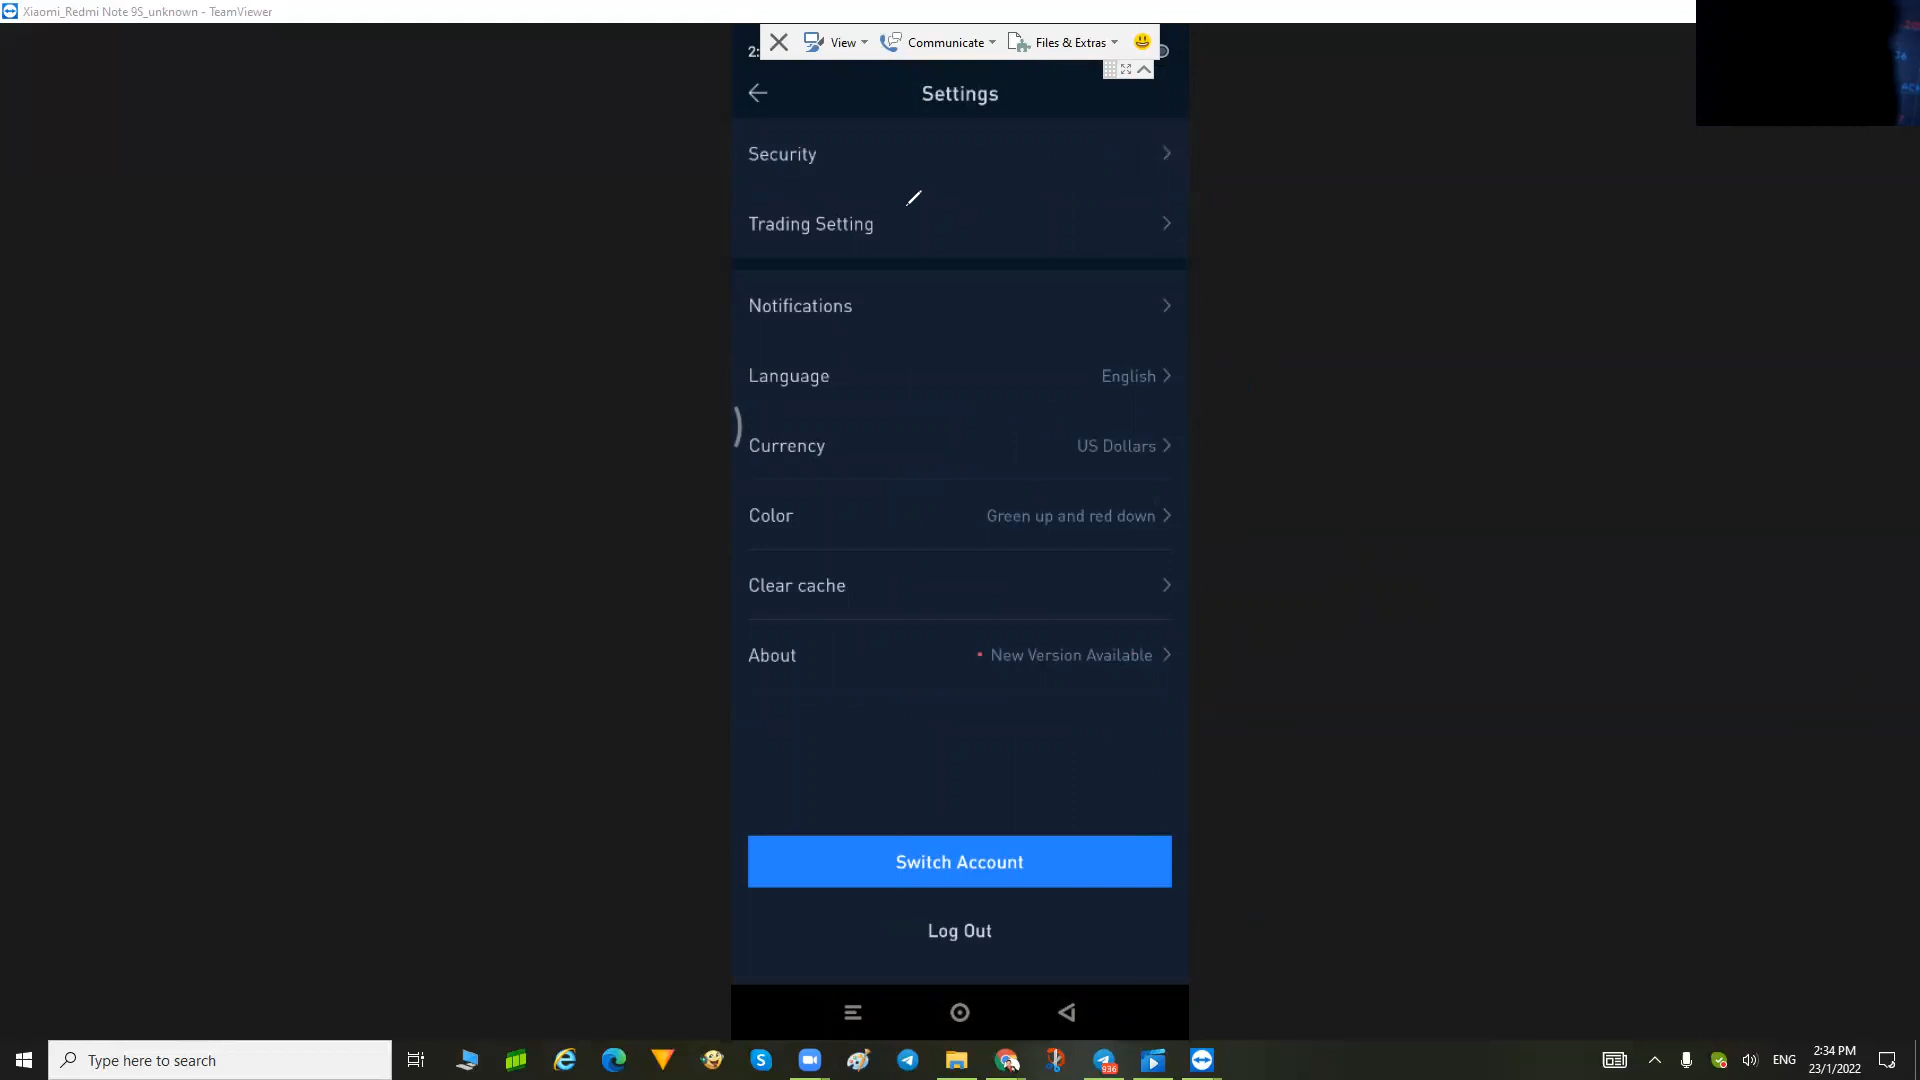 Xiaomi_Redmi Note 9S_unknown - TeamViewer
View
Communicate
Files & Extras
2:
Settings
Security
Trading Setting
Notifications
Language English
Currency US Dollars
Color Green up and red down
Clear cache
About New Version Available
Switch Account
Log Out
Type here to search
936
ENG
2:34 PM
23/1/2022